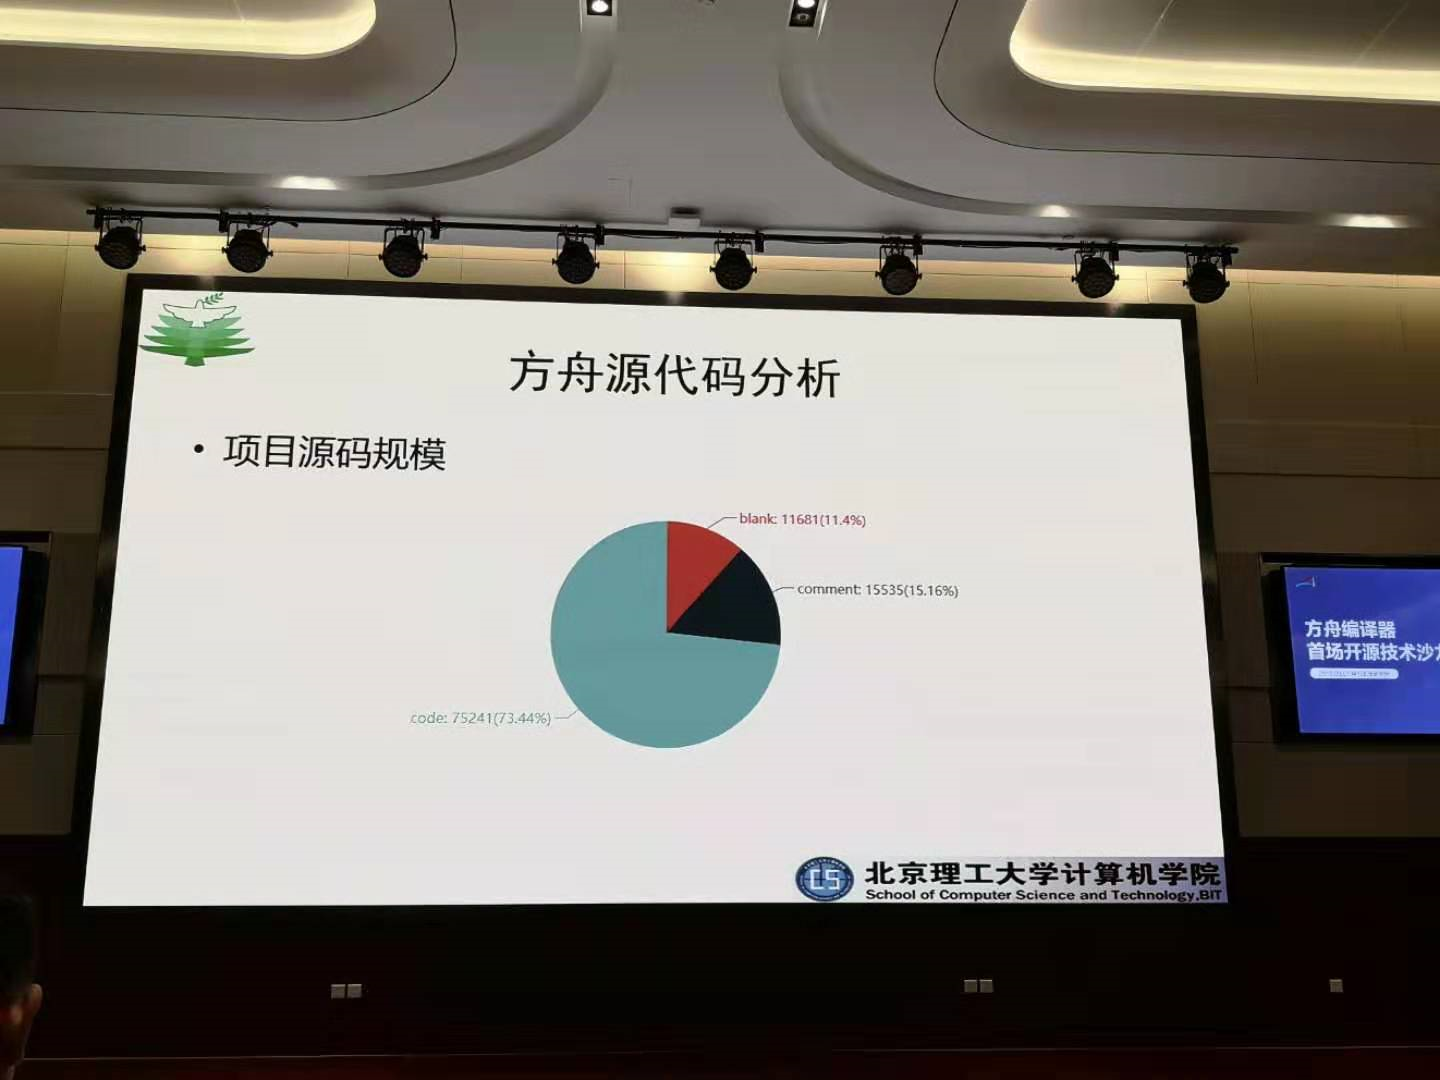 方舟源代码分析
• 项目源码规模
blank: 11681(11.4%)
comment: 15535(15.16%)
code: 75241(73.44%)
CS
北京理工大学计算机学院
School of Computer Science and Technology,BIT
方舟编译器
首场开源技术沙